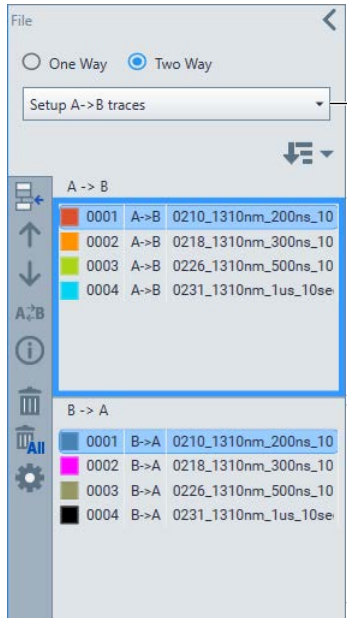 File
One Way Two Way
Setup A->B traces
A -> B
0001 A->B 0210_1310nm_200ns_10
0002 A->B 0218_1310nm_300ns_10
0003 A->B 0226_1310nm_500ns_10
0004 A->B 0231_1310nm_1us_10se
A⇄B
B -> A
All
0001 B->A 0210_1310nm_200ns_10
0002 B->A 0218_1310nm_300ns_10
0003 B->A 0226_1310nm_500ns_10
0004 B->A 0231_1310nm_1us_10se